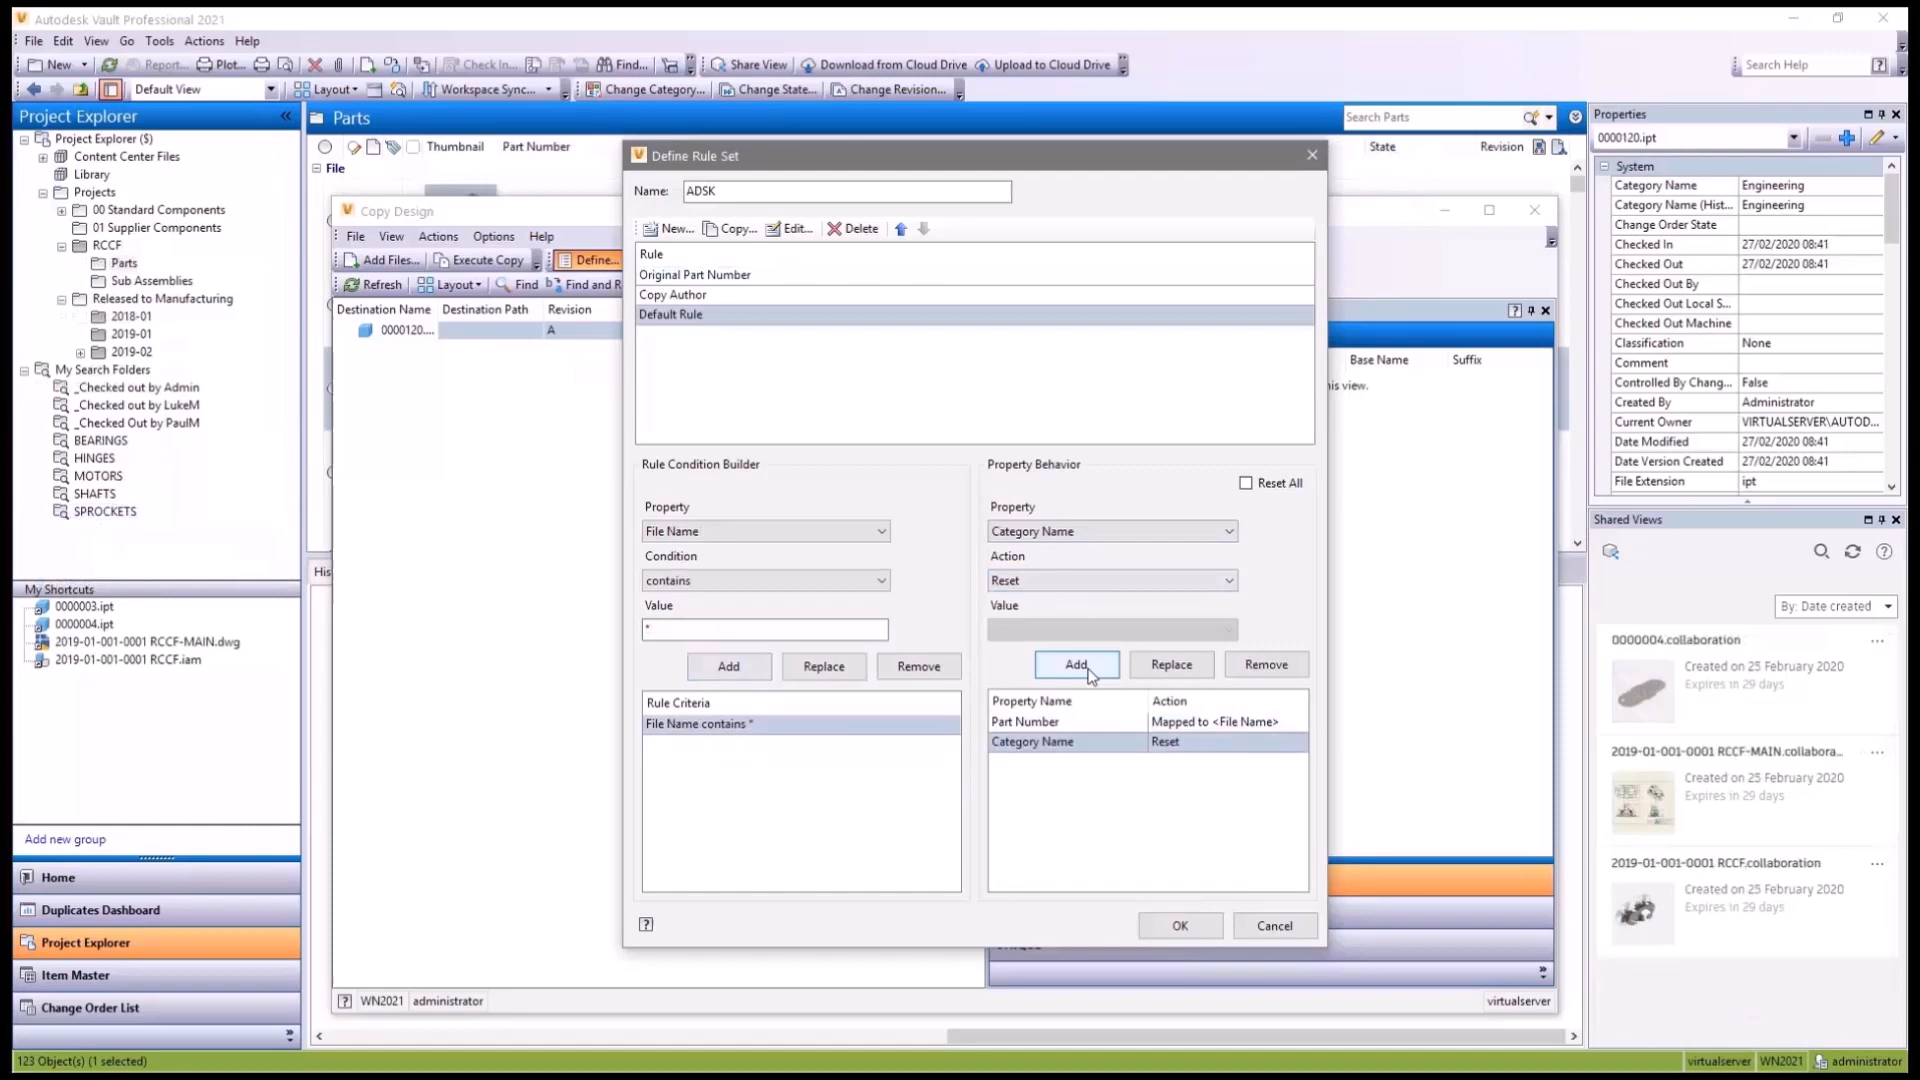 Autodesk Vault Professional 2021
File Edit View Go Tools Actions Help
New Report... Plot... Check In... Find... Share View Download from Cloud Drive Upload to Cloud Drive Search Help
Default View Layout Workspace Sync... Change Category... Change State... Change Revision...
Project Explorer
Project Explorer ($)
Content Center Files
Library
Projects
00 Standard Components
01 Supplier Components
RCCF
Parts
Sub Assemblies
Released to Manufacturing
2018-01
2019-01
2019-02
My Search Folders
_Checked out by Admin
_Checked out by LukeM
_Checked Out by PaulM
BEARINGS
HINGES
MOTORS
SHAFTS
SPROCKETS
My Shortcuts
0000003.ipt
0000004.ipt
2019-01-001-0001 RCCF-MAIN.dwg
2019-01-001-0001 RCCF.iam
Add new group
Home
Duplicates Dashboard
Project Explorer
Item Master
Change Order List
Parts Search Parts
Thumbnail Part Number State Revision
File
His
Copy Design
File View Actions Options Help
Add Files... Execute Copy Define...
Refresh Layout Find Find and R
Destination Name Destination Path Revision
0000120.... A
Base Name Suffix
is view.
WN2021 administrator virtualserver
Define Rule Set
Name: ADSK
New... Copy... Edit... Delete
Rule
Original Part Number
Copy Author
Default Rule
Rule Condition Builder
Property
File Name
Condition
contains
Value
*
Add Replace Remove
Rule Criteria
File Name contains *
Property Behavior
Reset All
Property
Category Name
Action
Reset
Value
Add Replace Remove
Property Name Action
Part Number Mapped to <File Name>
Category Name Reset
OK Cancel
Properties
0000120.ipt
System
Category Name Engineering
Category Name (Hist... Engineering
Change Order State
Checked In 27/02/2020 08:41
Checked Out 27/02/2020 08:41
Checked Out By
Checked Out Local S...
Checked Out Machine
Classification None
Comment
Controlled By Chang... False
Created By Administrator
Current Owner VIRTUALSERVER\AUTOD...
Date Modified 27/02/2020 08:41
Date Version Created 27/02/2020 08:41
File Extension ipt
Shared Views
By: Date created
0000004.collaboration
Created on 25 February 2020
Expires in 29 days
2019-01-001-0001 RCCF-MAIN.collabora...
Created on 25 February 2020
Expires in 29 days
2019-01-001-0001 RCCF.collaboration
Created on 25 February 2020
Expires in 29 days
123 Object(s) (1 selected) virtualserver WN2021 administrator